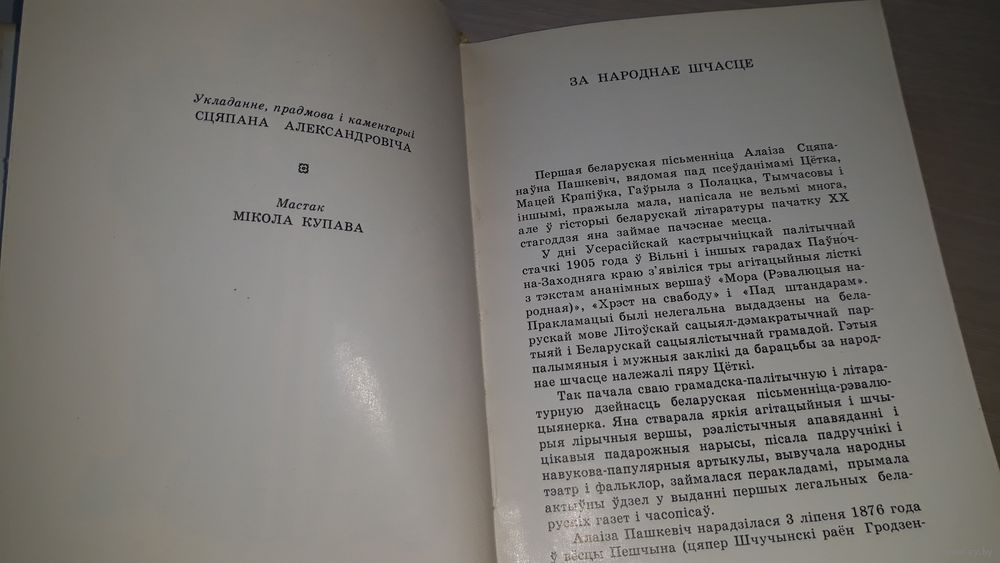 Укладанне, прадмова і каментарыі
СЦЯПАНА АЛЕКСАНДРОВІЧА
Мастак
МІКОЛА КУПАВА
ЗА НАРОДНАЕ ШЧАСЦЕ
Першая беларуская пісьменніца Алаіза Сцяпа-
наўна Пашкевіч, вядомая пад псеўданімамі Цётка,
Мацей Крапіўка, Гаўрыла з Полацка, Тымчасовы і
іншымі, пражыла мала, напісала не вельмі многа,
але ў гісторыі беларускай літаратуры пачатку XX
стагоддзя яна займае пачэснае месца.
У дні Усерасійскай кастрычніцкай палітычнай
стачкі 1905 года ў Вільні і іншых гарадах Паўноч-
на-Заходняга краю з’явіліся тры агітацыйныя лісткі
з тэкстам ананімных вершаў «Мора (Рэвалюцыя на-
родная)», «Хрэст на свабоду» і «Пад штандарам».
Пракламацыі былі нелегальна выдадзены на бела-
рускай мове Літоўскай сацыял-дэмакратычнай пар-
тыяй і Беларускай сацыялістычнай грамадой. Гэтыя
палымяныя і мужныя заклікі да барацьбы за народ-
нае шчасце належалі пяру Цёткі.
Так пачала сваю грамадска-палітычную і літара-
турную дзейнасць беларуская пісьменніца-рэвалю-
цыянерка. Яна стварала яркія агітацыйныя і шчы-
рыя лірычныя вершы, рэалістычныя апавяданні і
цікавыя падарожныя нарысы, пісала падручнікі і
навукова-папулярныя артыкулы, вывучала народны
тэатр і фальклор, займалася перакладамі, прымала
актыўны ўдзел у выданні першых легальных бела-
рускіх газет і часопісаў.
Алаіза Пашкевіч нарадзілася 3 ліпеня 1876 года
ў вёсцы Пешчына (цяпер Шчучынскі раён Гродзен-